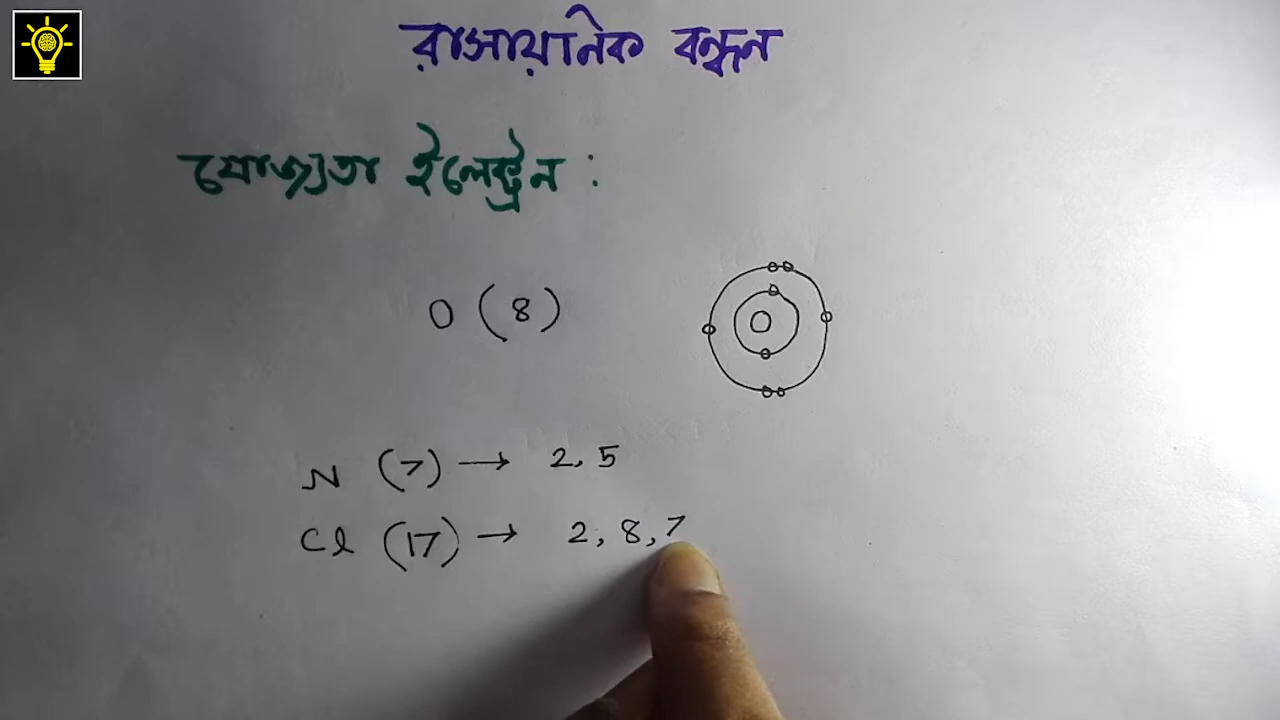 রাসায়নিক বন্ধন
যোজ্যতা ইলেক্ট্রন :
O (8)
N (7) → 2, 5
Cl (17) → 2, 8, 7